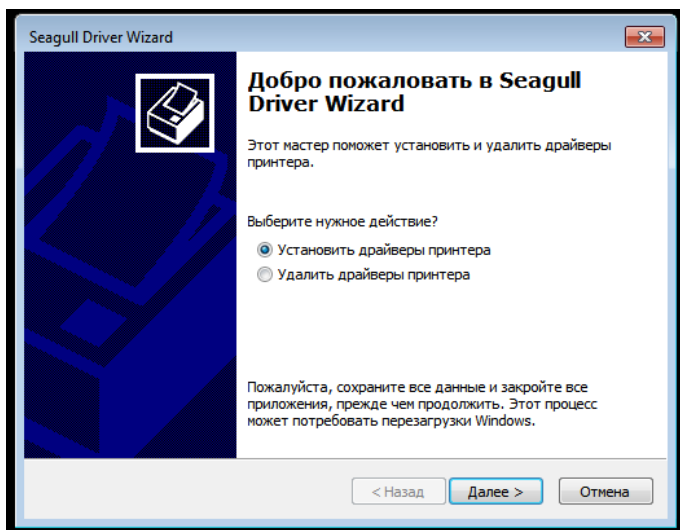 Seagull Driver Wizard
Добро пожаловать в Seagull
Driver Wizard
Этот мастер поможет установить и удалить драйверы
принтера.
Выберите нужное действие?
Установить драйверы принтера
Удалить драйверы принтера
Пожалуйста, сохраните все данные и закройте все
приложения, прежде чем продолжить. Этот процесс
может потребовать перезагрузки Windows.
< Назад
Далее >
Отмена